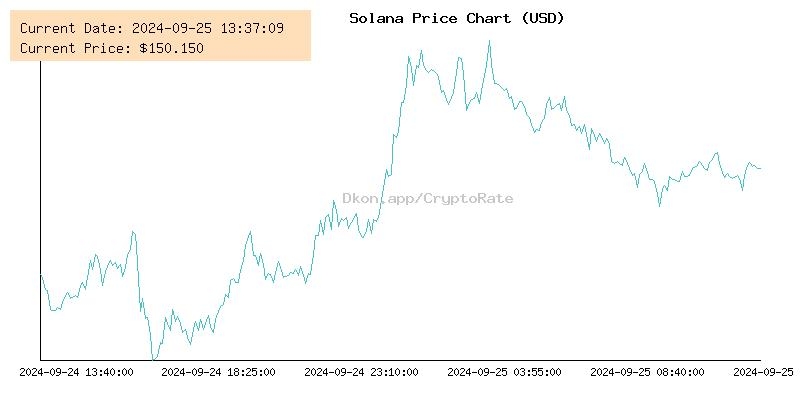 Solana Price Chart (USD)
Current Date: 2024-09-25 13:37:09
Current Price: $150.150
Dkon.app/CryptoRate
2024-09-24 13:40:00 2024-09-24 18:25:00 2024-09-24 23:10:00 2024-09-25 03:55:00 2024-09-25 08:40:00 2024-09-25